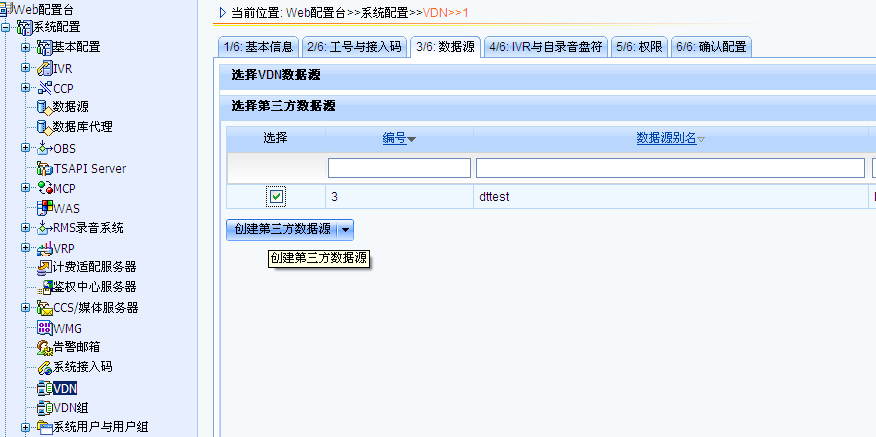 Web配置台
系统配置
基本配置
IVR
CCP
数据源
数据库代理
OBS
TSAPI Server
MCP
WAS
RMS录音系统
VRP
计费适配服务器
鉴权中心服务器
CCS/媒体服务器
WMG
告警邮箱
系统接入码
VDN
VDN组
系统用户与用户组
当前位置: Web配置台>>系统配置>>VDN>>1
1/6: 基本信息
2/6: 工号与接入码
3/6: 数据源
4/6: IVR与自录音盘符
5/6: 权限
6/6: 确认配置
选择VDN数据源
选择第三方数据源
选择 编号 数据源别名
3 dttest
创建第三方数据源
创建第三方数据源